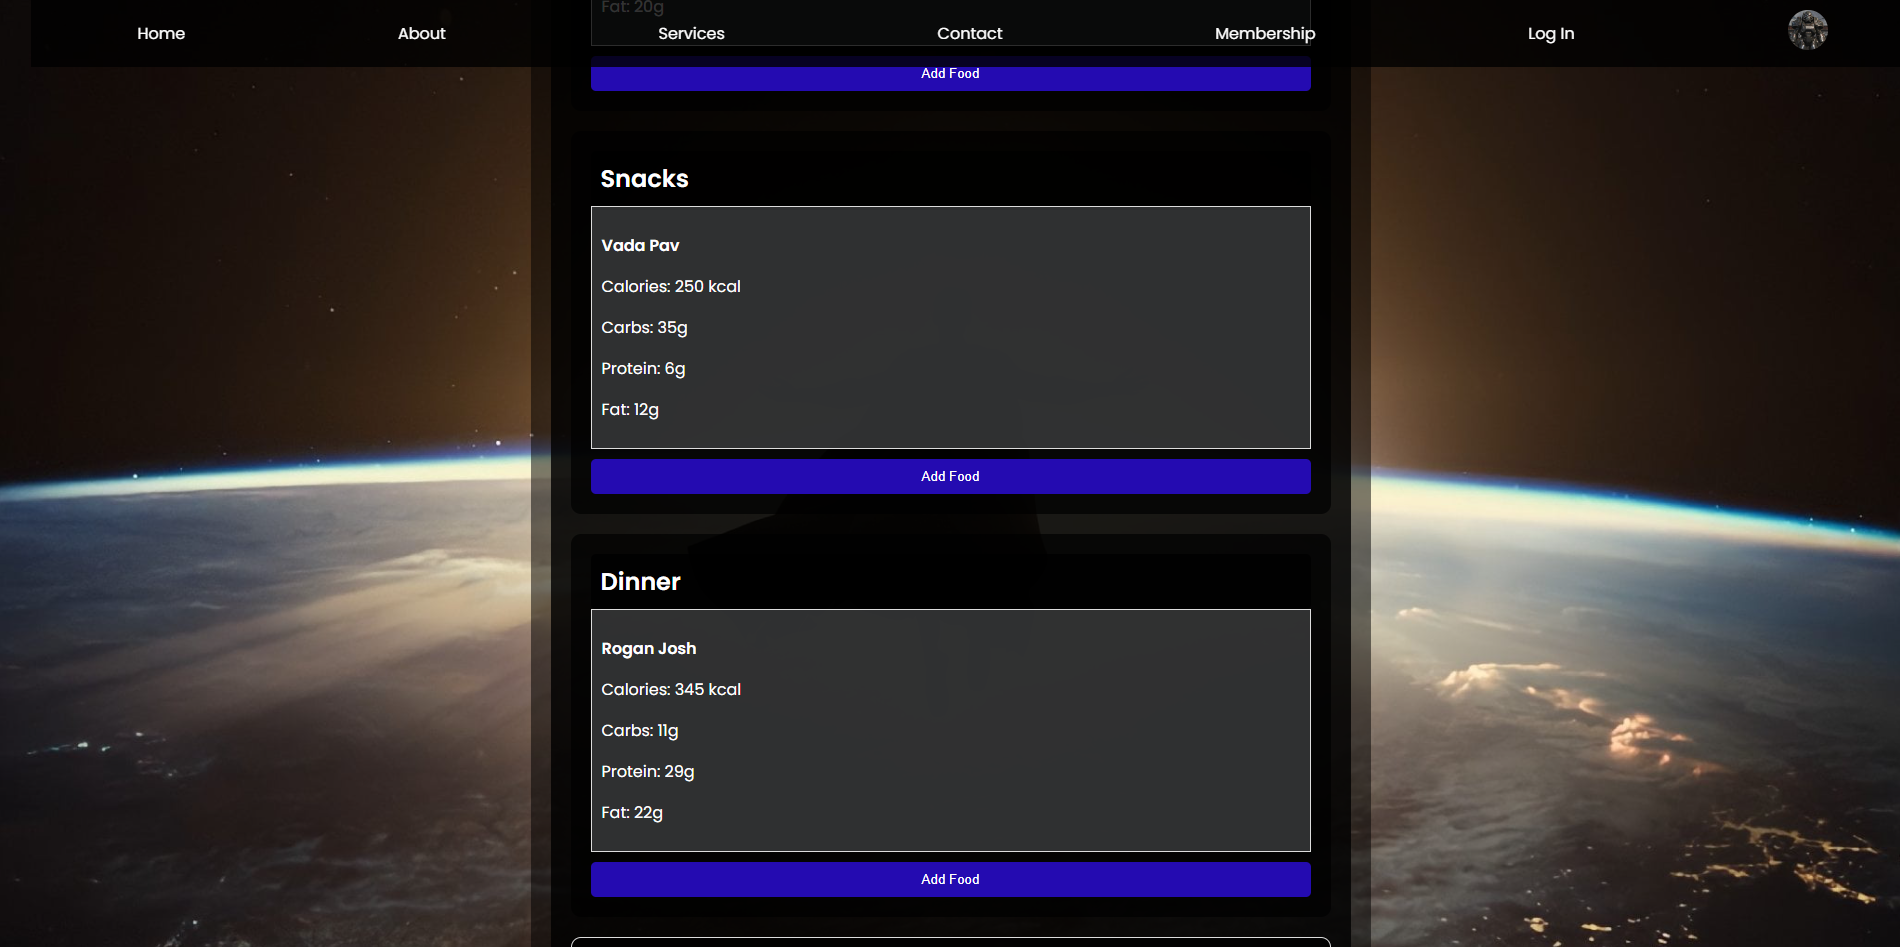 Home About Services Contact Membership Log In
Fat: 20g
Add Food
Snacks
Vada Pav
Calories: 250 kcal
Carbs: 35g
Protein: 6g
Fat: 12g
Add Food
Dinner
Rogan Josh
Calories: 345 kcal
Carbs: 11g
Protein: 29g
Fat: 22g
Add Food